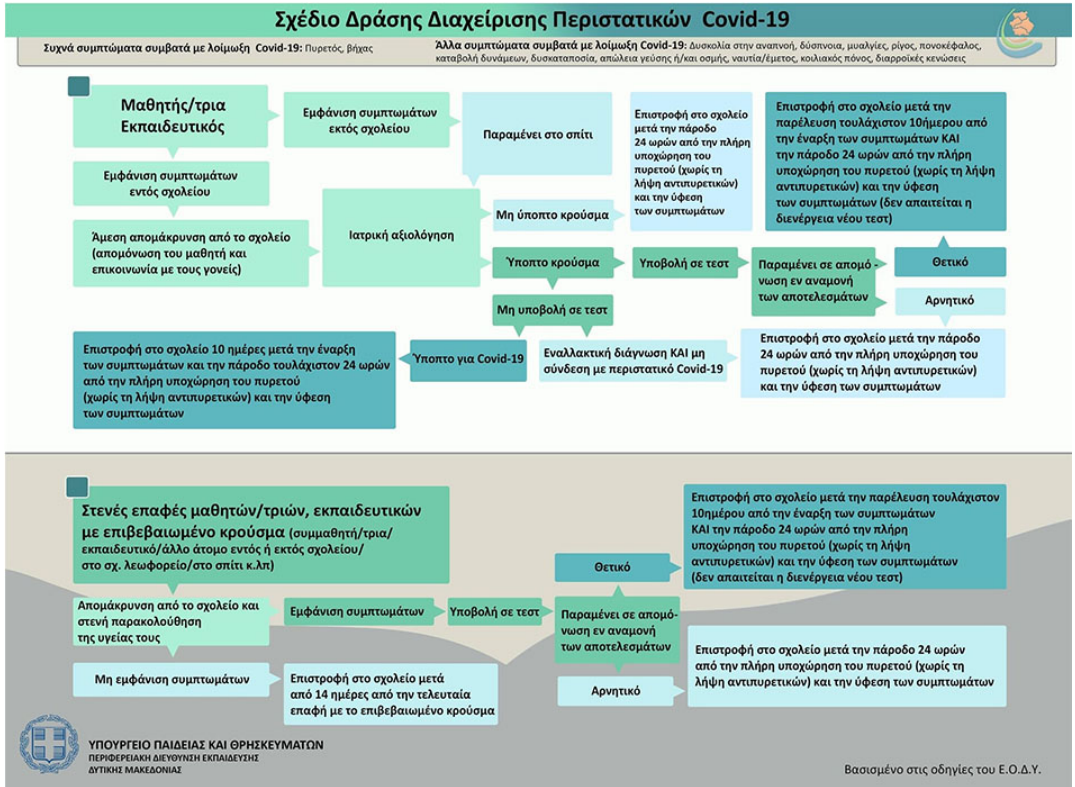 Σχέδιο Δράσης Διαχείρισης Περιστατικών Covid-19
Συχνά συμπτώματα συμβατά με λοίμωξη Covid-19: Πυρετός, βήχας
Άλλα συμπτώματα συμβατά με λοίμωξη Covid-19: Δυσκολία στην αναπνοή, δύσπνοια, μυαλγίες, ρίγος, πονοκέφαλος,
καταβολή δυνάμεων, δυσκαταποσία, απώλεια γεύσης ή/και οσμής, ναυτία/έμετος, κοιλιακός πόνος, διαρροϊκές κενώσεις
Μαθητής/τρια
Εκπαιδευτικός
Εμφάνιση συμπτωμάτων
εκτός σχολείου
Παραμένει στο σπίτι
Επιστροφή στο σχολείο
μετά την πάροδο
24 ωρών από την πλήρη
υποχώρηση του
πυρετού (χωρίς τη
λήψη αντιπυρετικών)
και την ύφεση
των συμπτωμάτων
Επιστροφή στο σχολείο μετά την
παρέλευση τουλάχιστον 10ήμερου από
την έναρξη των συμπτωμάτων ΚΑΙ
την πάροδο 24 ωρών από την πλήρη
υποχώρηση του πυρετού (χωρίς τη λήψη
αντιπυρετικών) και την ύφεση
των συμπτωμάτων (δεν απαιτείται η
διενέργεια νέου τεστ)
Εμφάνιση συμπτωμάτων
εντός σχολείου
Άμεση απομάκρυνση από το σχολείο
(απομόνωση του μαθητή και
επικοινωνία με τους γονείς)
Ιατρική αξιολόγηση
Μη ύποπτο κρούσμα
Ύποπτο κρούσμα
Υποβολή σε τεστ
Παραμένει σε απομό -
νωση εν αναμονή
των αποτελεσμάτων
Θετικό
Αρνητικό
Μη υποβολή σε τεστ
Επιστροφή στο σχολείο 10 ημέρες μετά την έναρξη
των συμπτωμάτων και την πάροδο τουλάχιστον 24 ωρών
από την πλήρη υποχώρηση του πυρετού
(χωρίς τη λήψη αντιπυρετικών) και την ύφεση
των συμπτωμάτων
Ύποπτο για Covid-19
Εναλλακτική διάγνωση ΚΑΙ μη
σύνδεση με περιστατικό Covid-19
Επιστροφή στο σχολείο μετά την πάροδο
24 ωρών από την πλήρη υποχώρηση του
πυρετού (χωρίς τη λήψη αντιπυρετικών)
και την ύφεση των συμπτωμάτων
Στενές επαφές μαθητών/τριών, εκπαιδευτικών
με επιβεβαιωμένο κρούσμα (συμμαθητή/τρια/
εκπαιδευτικό/άλλο άτομο εντός ή εκτός σχολείου/
στο σχ. λεωφορείο/στο σπίτι κ.λπ)
Επιστροφή στο σχολείο μετά την παρέλευση τουλάχιστον
10ημέρου από την έναρξη των συμπτωμάτων
ΚΑΙ την πάροδο 24 ωρών από την πλήρη
υποχώρηση του πυρετού (χωρίς τη λήψη
αντιπυρετικών) και την ύφεση των συμπτωμάτων
(δεν απαιτείται η διενέργεια νέου τεστ)
Θετικό
Απομάκρυνση από το σχολείο και
στενή παρακολούθηση
της υγείας τους
Εμφάνιση συμπτωμάτων
Υποβολή σε τεστ
Παραμένει σε απομό-
νωση εν αναμονή
των αποτελεσμάτων
Επιστροφή στο σχολείο μετά την πάροδο 24 ωρών
από την πλήρη υποχώρηση του πυρετού (χωρίς τη
λήψη αντιπυρετικών) και την ύφεση των συμπτωμάτων
Μη εμφάνιση συμπτωμάτων
Επιστροφή στο σχολείο μετά
από 14 ημέρες από την τελευταία
επαφή με το επιβεβαιωμένο κρούσμα
Αρνητικό
ΥΠΟΥΡΓΕΙΟ ΠΑΙΔΕΙΑΣ ΚΑΙ ΘΡΗΣΚΕΥΜΑΤΩΝ
ΠΕΡΙΦΕΡΕΙΑΚΗ ΔΙΕΥΘΥΝΣΗ ΕΚΠΑΙΔΕΥΣΗΣ
ΔΥΤΙΚΗΣ ΜΑΚΕΔΟΝΙΑΣ
Βασισμένο στις οδηγίες του Ε.Ο.Δ.Υ.